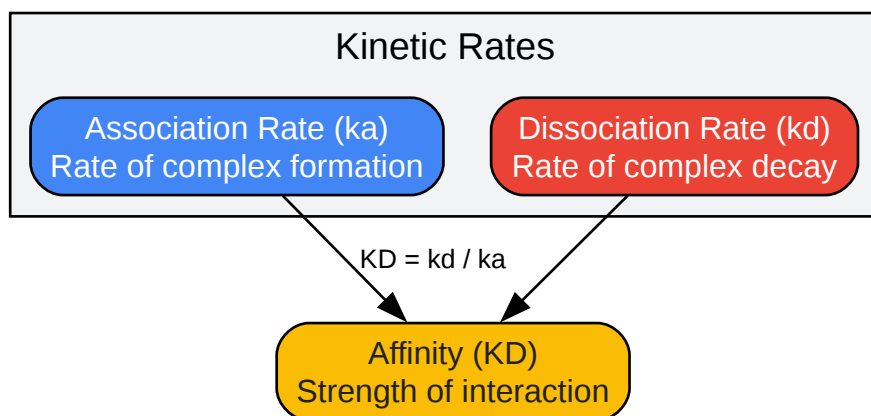 Kinetic Rates
Association Rate (ka)
Rate of complex formation
Dissociation Rate (kd)
Rate of complex decay
KD = kd / ka
Affinity (KD)
Strength of interaction